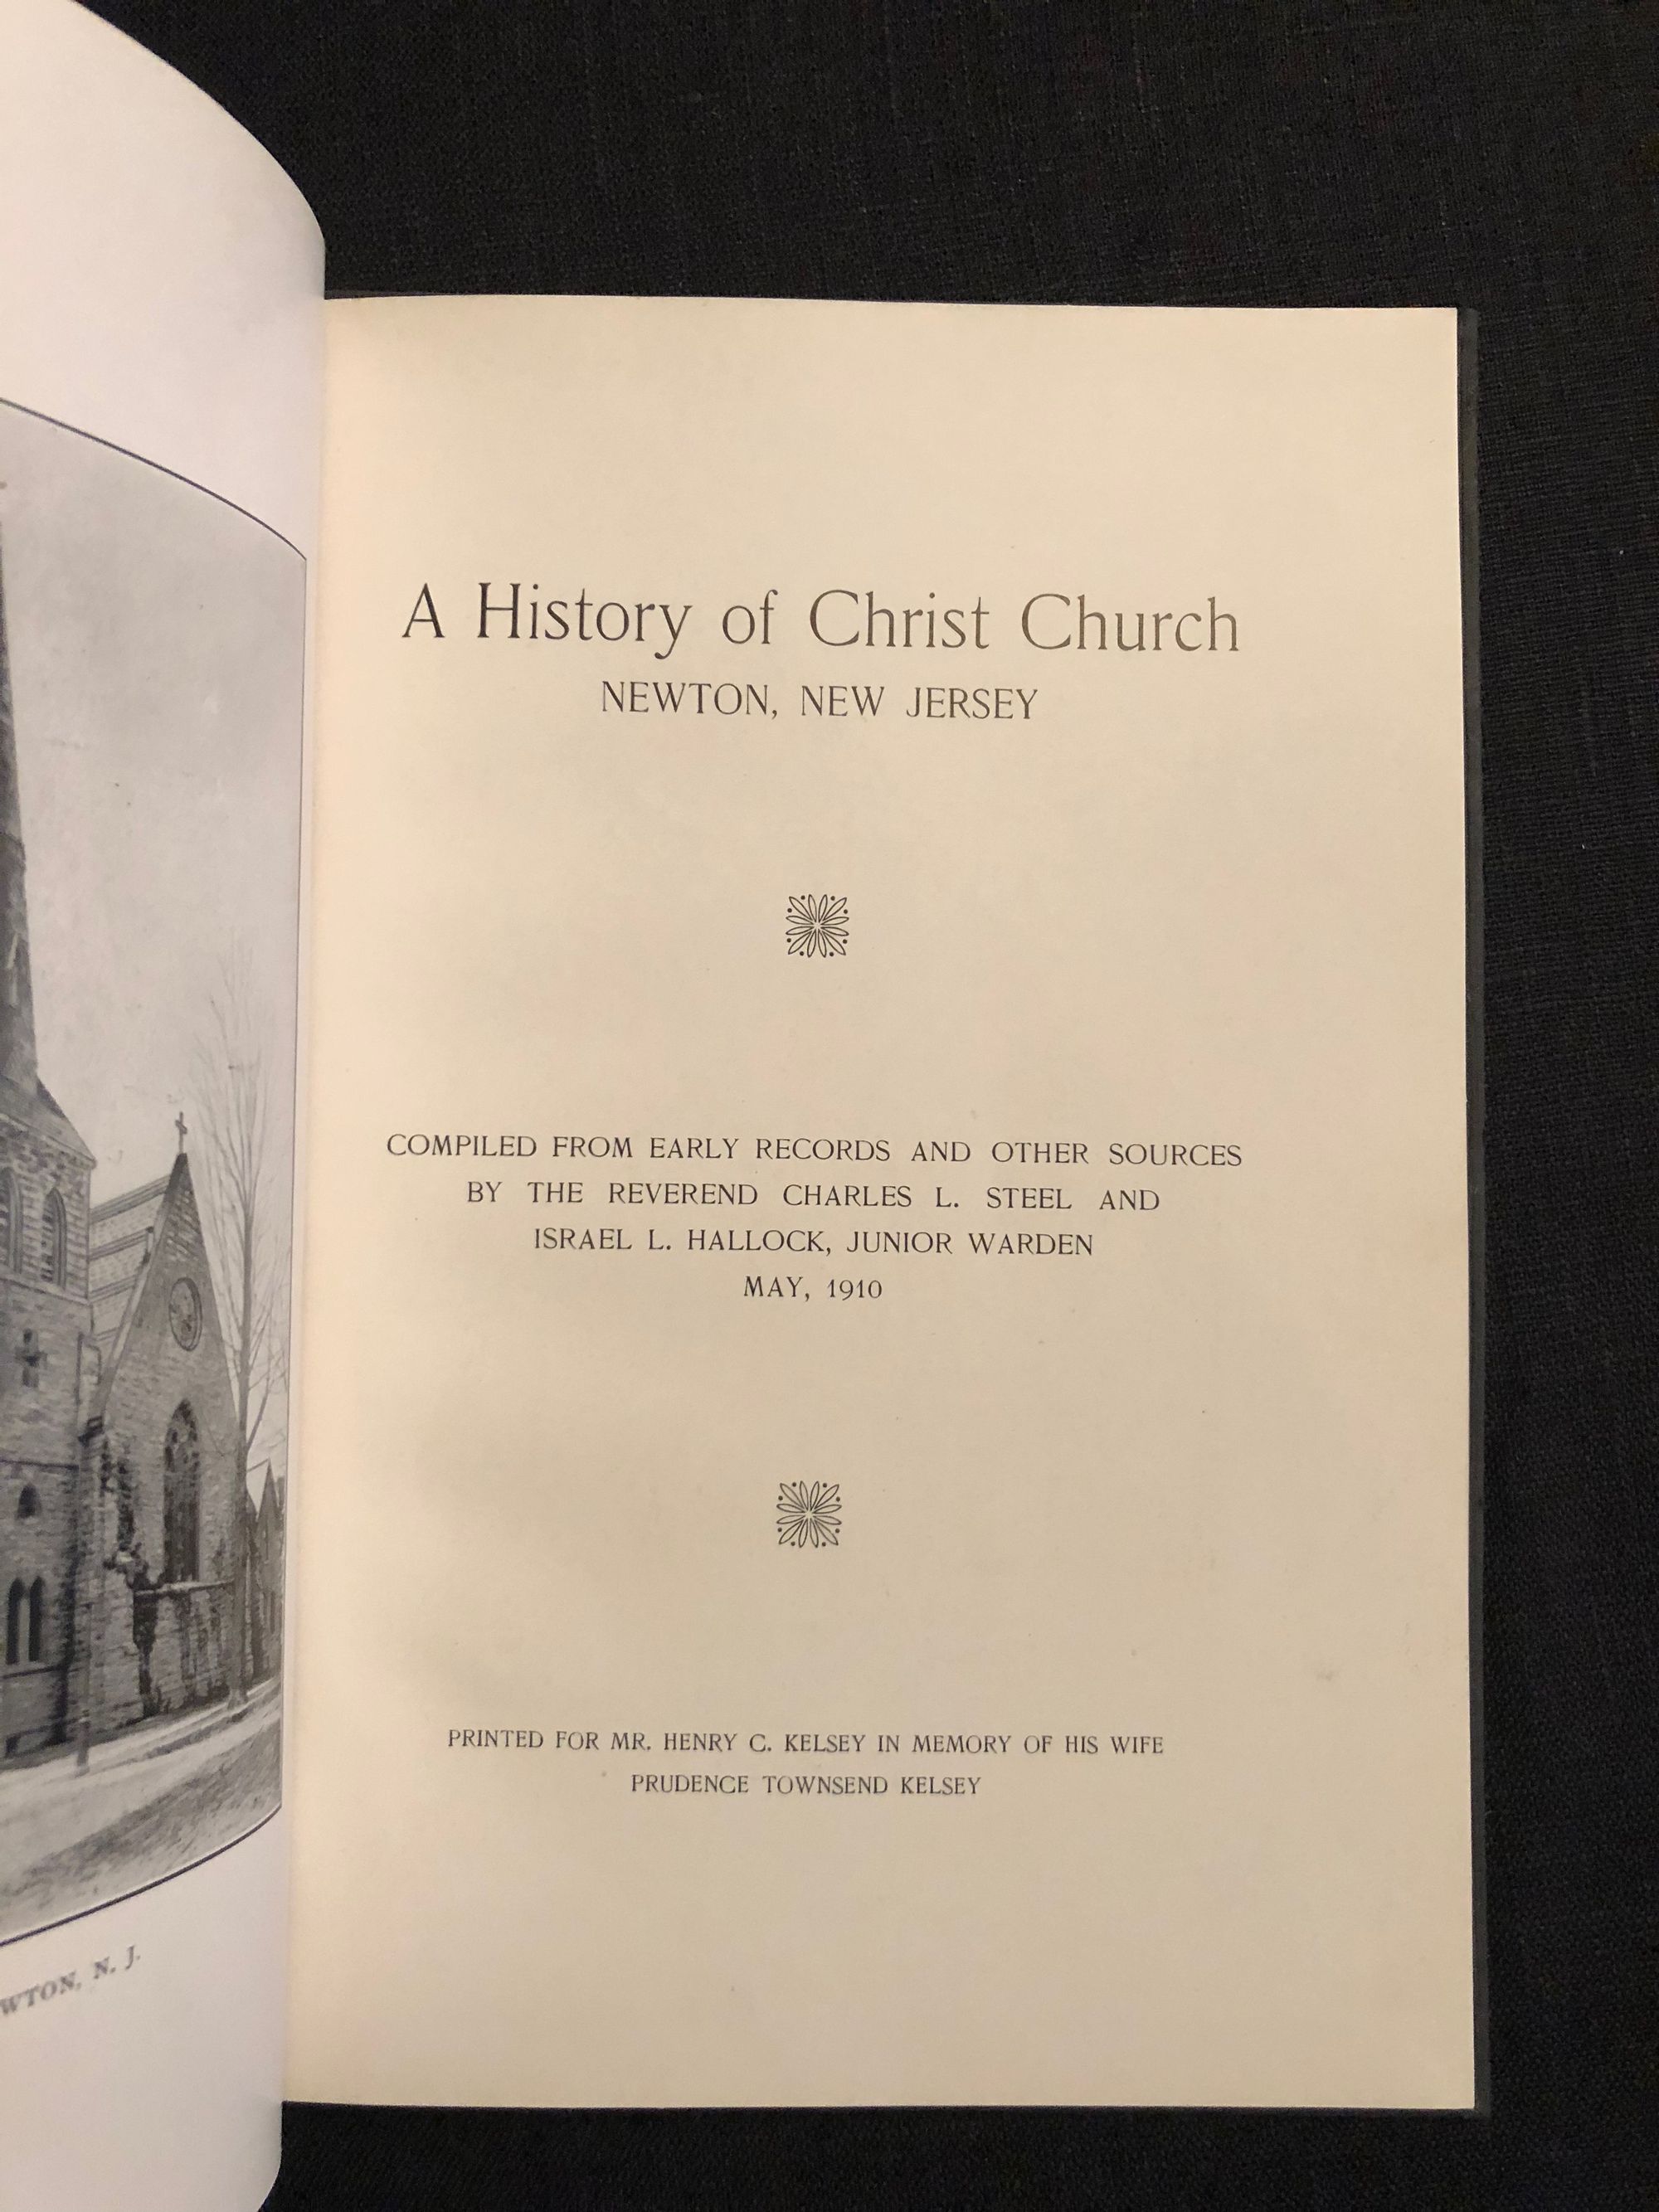 WTON, N. J.
A History of Christ Church
NEWTON, NEW JERSEY
COMPILED FROM EARLY RECORDS AND OTHER SOURCES
BY THE REVEREND CHARLES L. STEEL AND
ISRAEL L. HALLOCK, JUNIOR WARDEN
MAY, 1910
PRINTED FOR MR. HENRY C. KELSEY IN MEMORY OF HIS WIFE
PRUDENCE TOWNSEND KELSEY